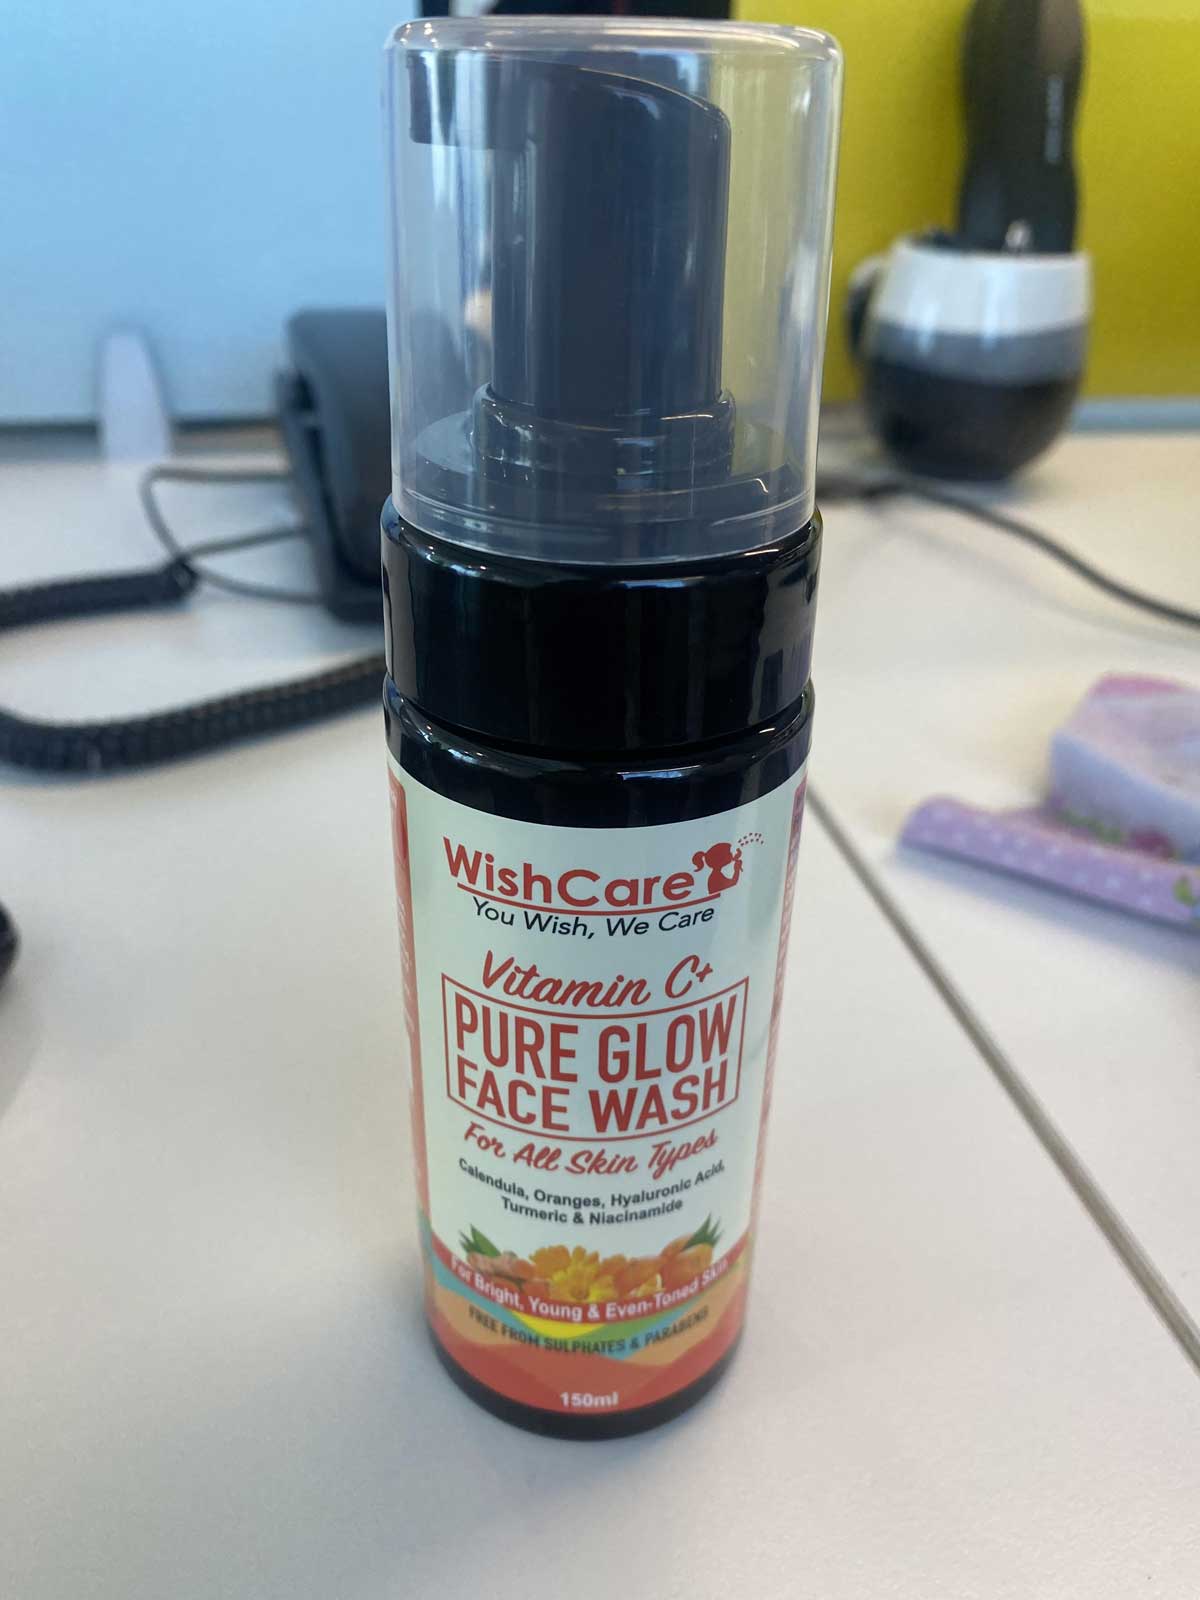 WishCare
You Wish, We Care
Vitamin C+
PURE GLOW
FACE WASH
For All Skin Types
Calendula, Oranges, Hyaluronic Acid,
Turmeric & Niacinamide
For Bright, Young & Even-Toned Skin
FREE FROM SULPHATES & PARABENS
150ml